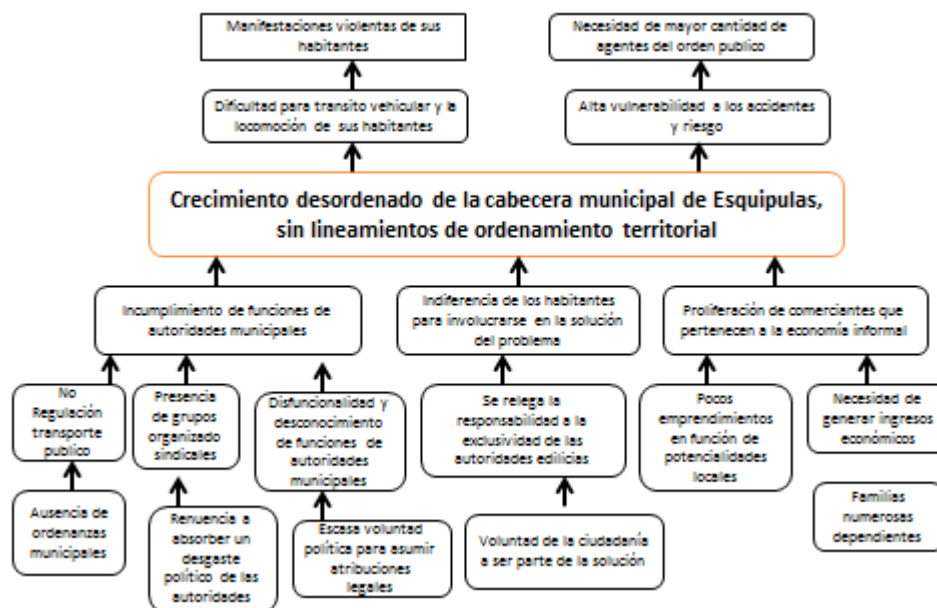 Manifestaciones violentas de sus
habitantes
Necesidad de mayor cantidad de
agentes del orden publico
Dificultad para transito vehicular y la
locomoción de sus habitantes
Alta vulnerabilidad a los accidentes
y riesgo
Crecimiento desordenado de la cabecera municipal de Esquipulas,
sin lineamientos de ordenamiento territorial
Incumplimiento de funciones de
autoridades municipales
Indiferencia de los habitantes
para involucrarse en la solución
del problema
Proliferación de comerciantes que
pertenecen a la economía informal
No
Regulación
transporte
publico
Presencia
de grupos
organizado
sindicales
Disfuncionalidad y
desconocimiento
de funciones de
autoridades
municipales
Se relega la
responsabilidad a la
exclusividad de las
autoridades edilicias
Pocos
emprendimientos
en función de
potencialidades
locales
Necesidad de
generar ingresos
económicos
Ausencia de
ordenanzas
municipales
Renuencia a
absorber un
desgaste
político de las
autoridades
Escasa voluntad
política para asumir
atribuciones
legales
Voluntad de la ciudadanía
a ser parte de la solución
Familias
numerosas
dependientes